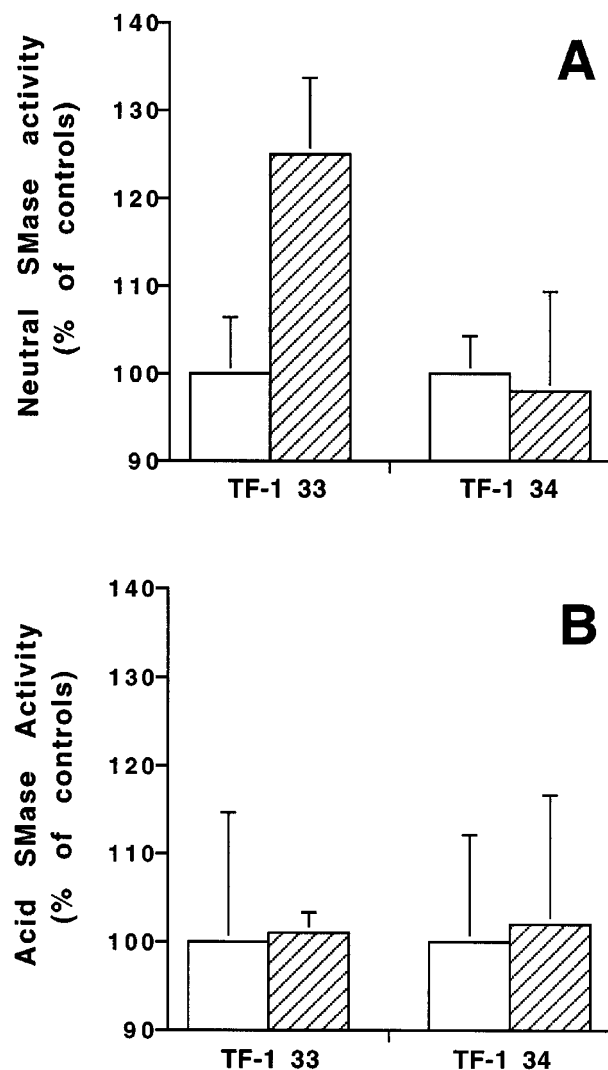 A
Neutral SMase activity
(% of controls)
140
130
120
110
100
90
TF-1 33
TF-1 34
B
Acid SMase Activity
(% of controls)
140
130
120
110
100
90
TF-1 33
TF-1 34